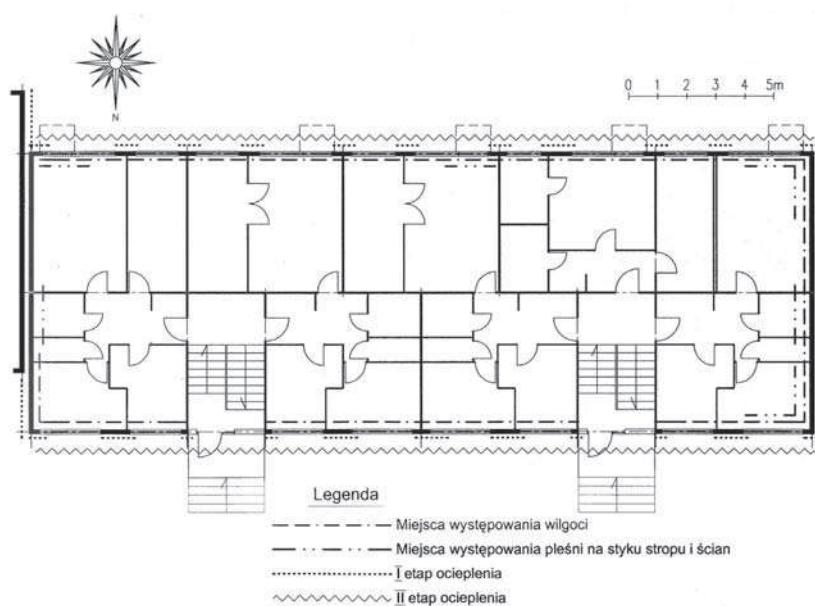 N
0 1 2 3 4 5m
Legenda
Miejsca występowania wilgoci
Miejsca występowania pleśni na styku stropu i ścian
I etap ocieplenia
II etap ocieplenia